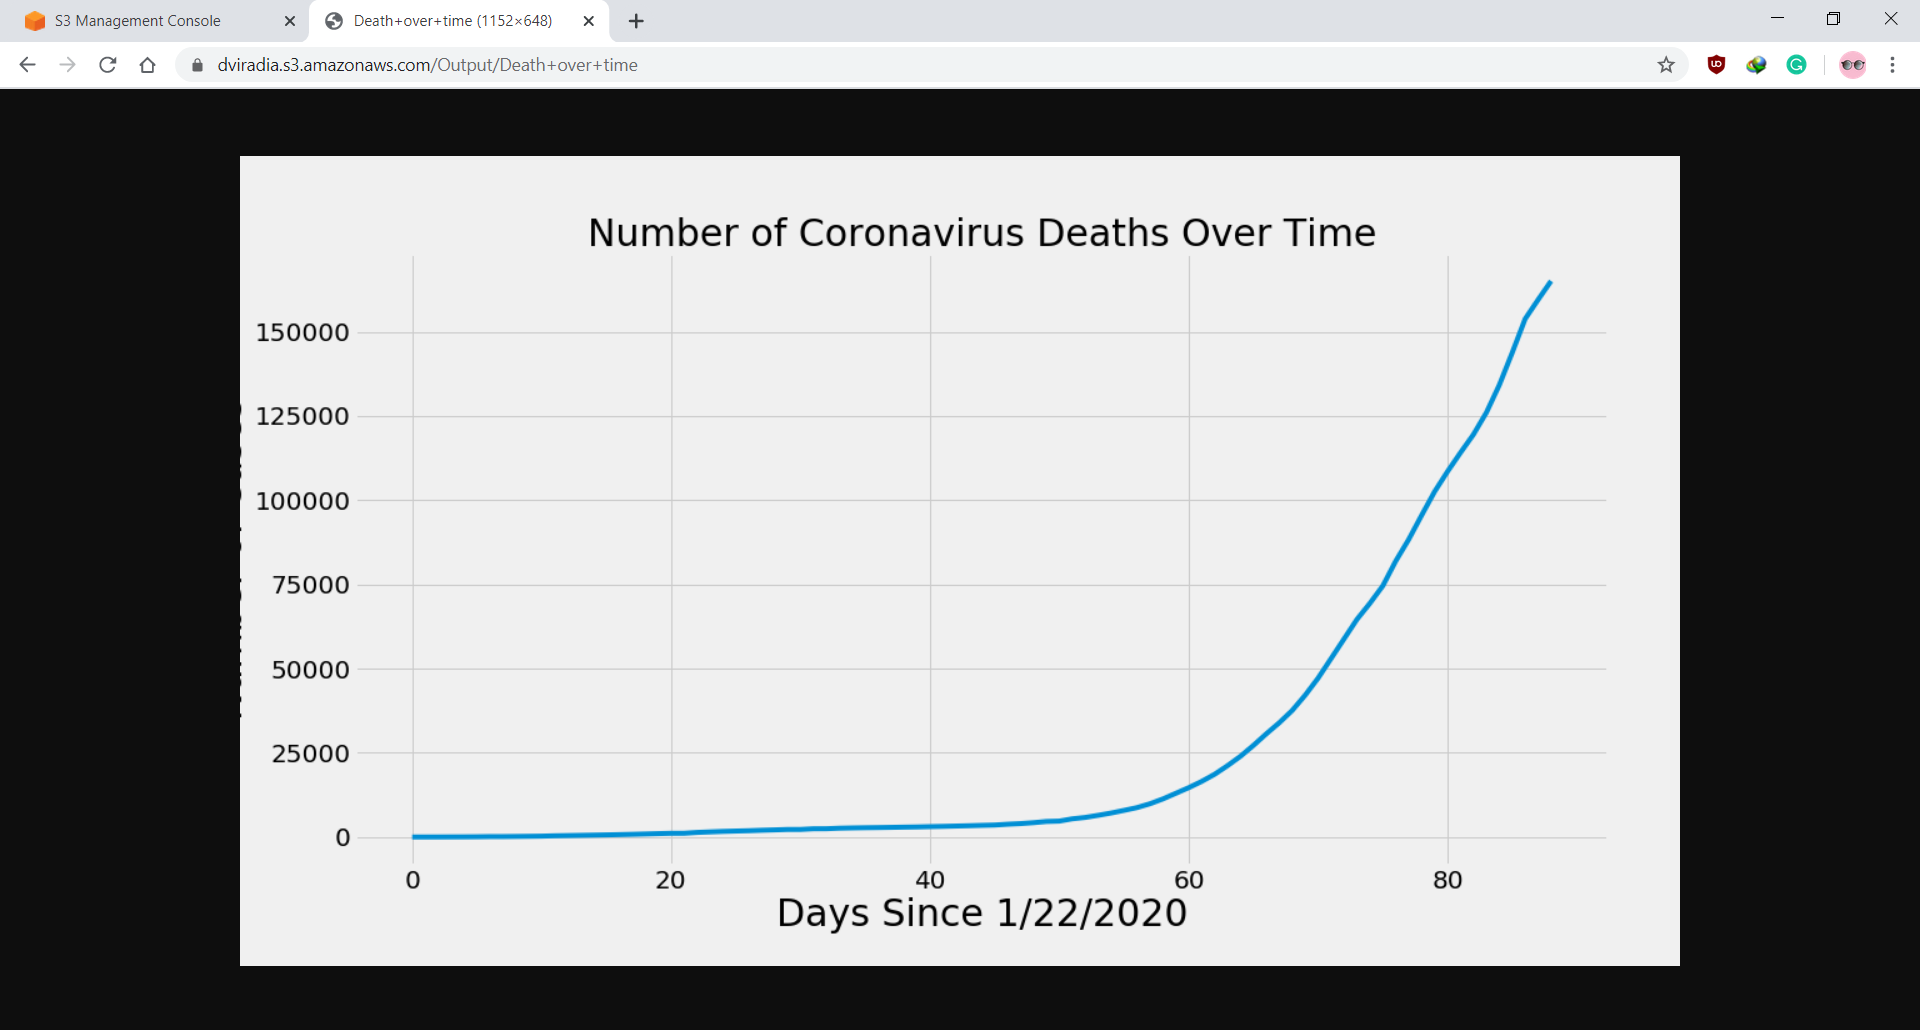 S3 Management Console
Death+over+time (1152×648)
dviradia.s3.amazonaws.com/Output/Death+over+time
Number of Coronavirus Deaths Over Time
150000
125000
100000
75000
50000
25000
0
0 20 40 60 80
Days Since 1/22/2020